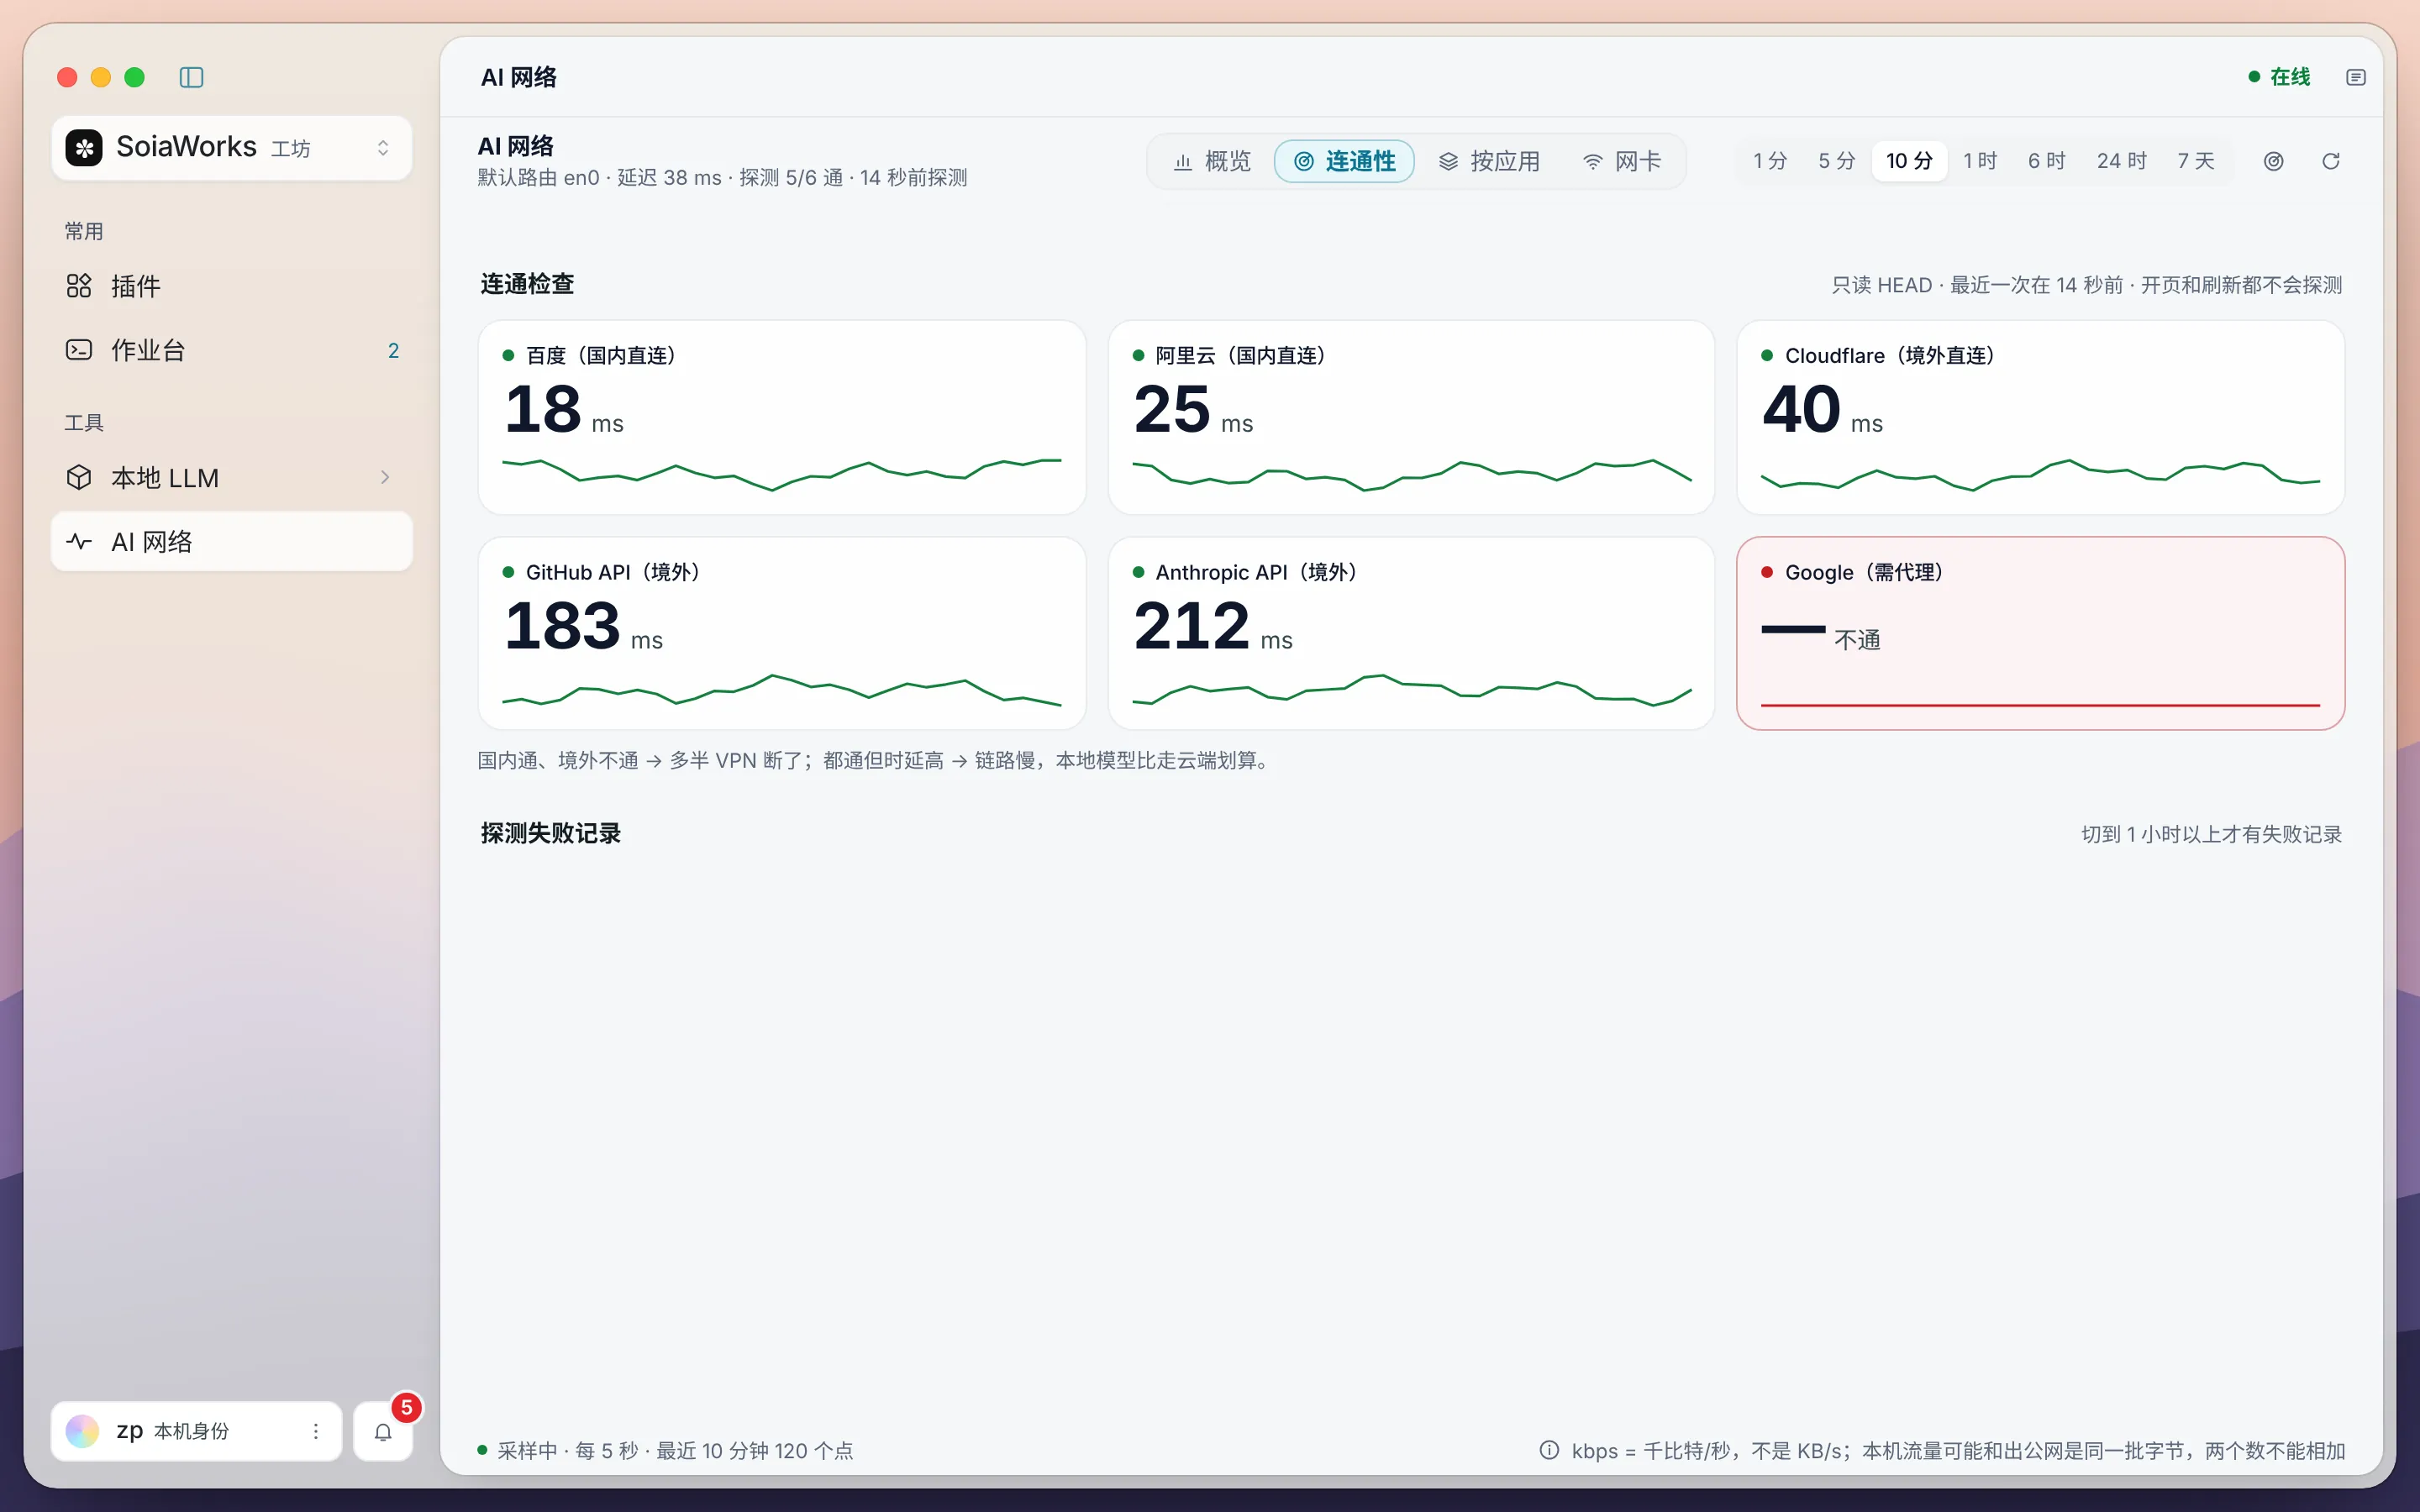 AI 网络
在线
SoiaWorks 工坊
常用
插件
作业台 2
工具
本地 LLM
AI 网络
zp 本机身份
5
AI 网络
默认路由 en0 · 延迟 38 ms · 探测 5/6 通 · 14 秒前探测
概览 连通性 按应用 网卡
1 分 5 分 10 分 1 时 6 时 24 时 7 天
连通检查
只读 HEAD · 最近一次在 14 秒前 · 开页和刷新都不会探测
百度（国内直连）
18 ms
阿里云（国内直连）
25 ms
Cloudflare（境外直连）
40 ms
GitHub API（境外）
183 ms
Anthropic API（境外）
212 ms
Google（需代理）
— 不通
国内通、境外不通 → 多半 VPN 断了；都通但时延高 → 链路慢，本地模型比走云端划算。
探测失败记录
切到 1 小时以上才有失败记录
采样中 · 每 5 秒 · 最近 10 分钟 120 个点
kbps = 千比特/秒，不是 KB/s；本机流量可能和出公网是同一批字节，两个数不能相加